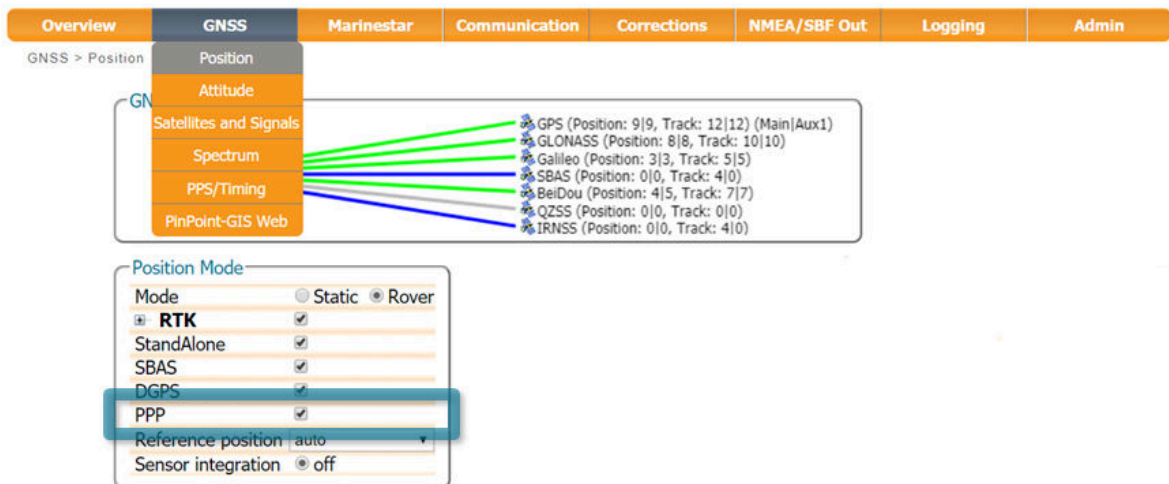 Overview GNSS Marinestar Communication Corrections NMEA/SBF Out Logging Admin
GNSS > Position
Position
Attitude
Satellites and Signals
Spectrum
PPS/Timing
PinPoint-GIS Web
GN
GPS (Position: 9|9, Track: 12|12) (Main|Aux1)
GLONASS (Position: 8|8, Track: 10|10)
Galileo (Position: 3|3, Track: 5|5)
SBAS (Position: 0|0, Track: 4|0)
BeiDou (Position: 4|5, Track: 7|7)
QZSS (Position: 0|0, Track: 0|0)
IRNSS (Position: 0|0, Track: 4|0)
Position Mode
Mode Static Rover
RTK
StandAlone
SBAS
DGPS
PPP
Reference position auto
Sensor integration off